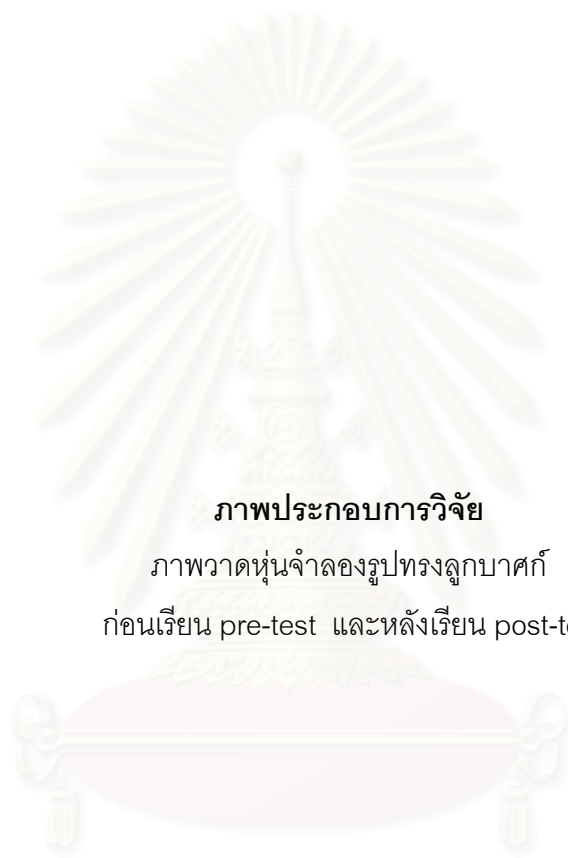 ภาพประกอบการวิจัย
ภาพวาดหุ่นจำลองรูปทรงลูกบาศก์
ก่อนเรียน pre-test และหลังเรียน